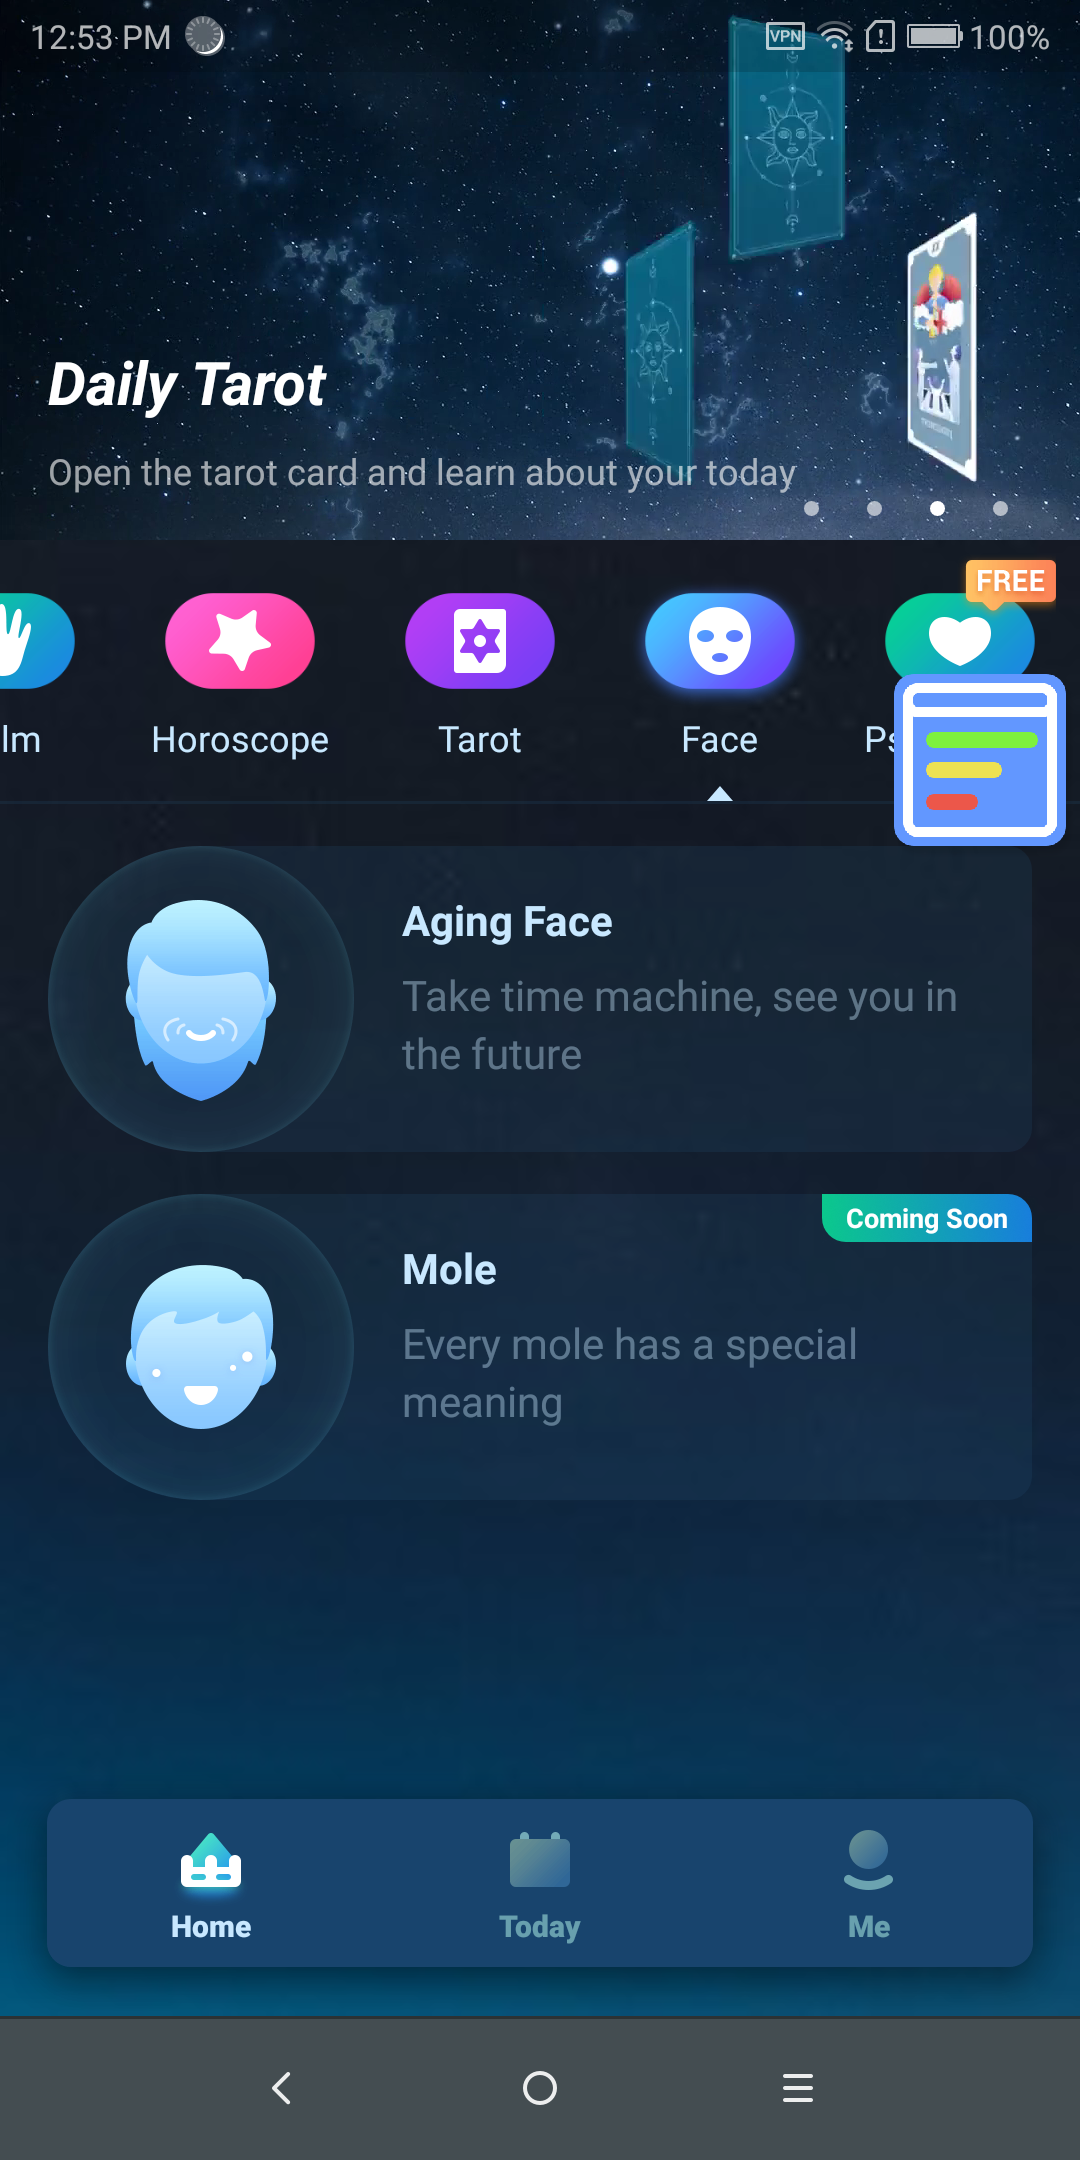 12:53 PM
VPN
100%
Daily Tarot
Open the tarot card and learn about your today
FREE
lm
Horoscope
Tarot
Face
Ps
Aging Face
Take time machine, see you in
the future
Coming Soon
Mole
Every mole has a special
meaning
Home
Today
Me